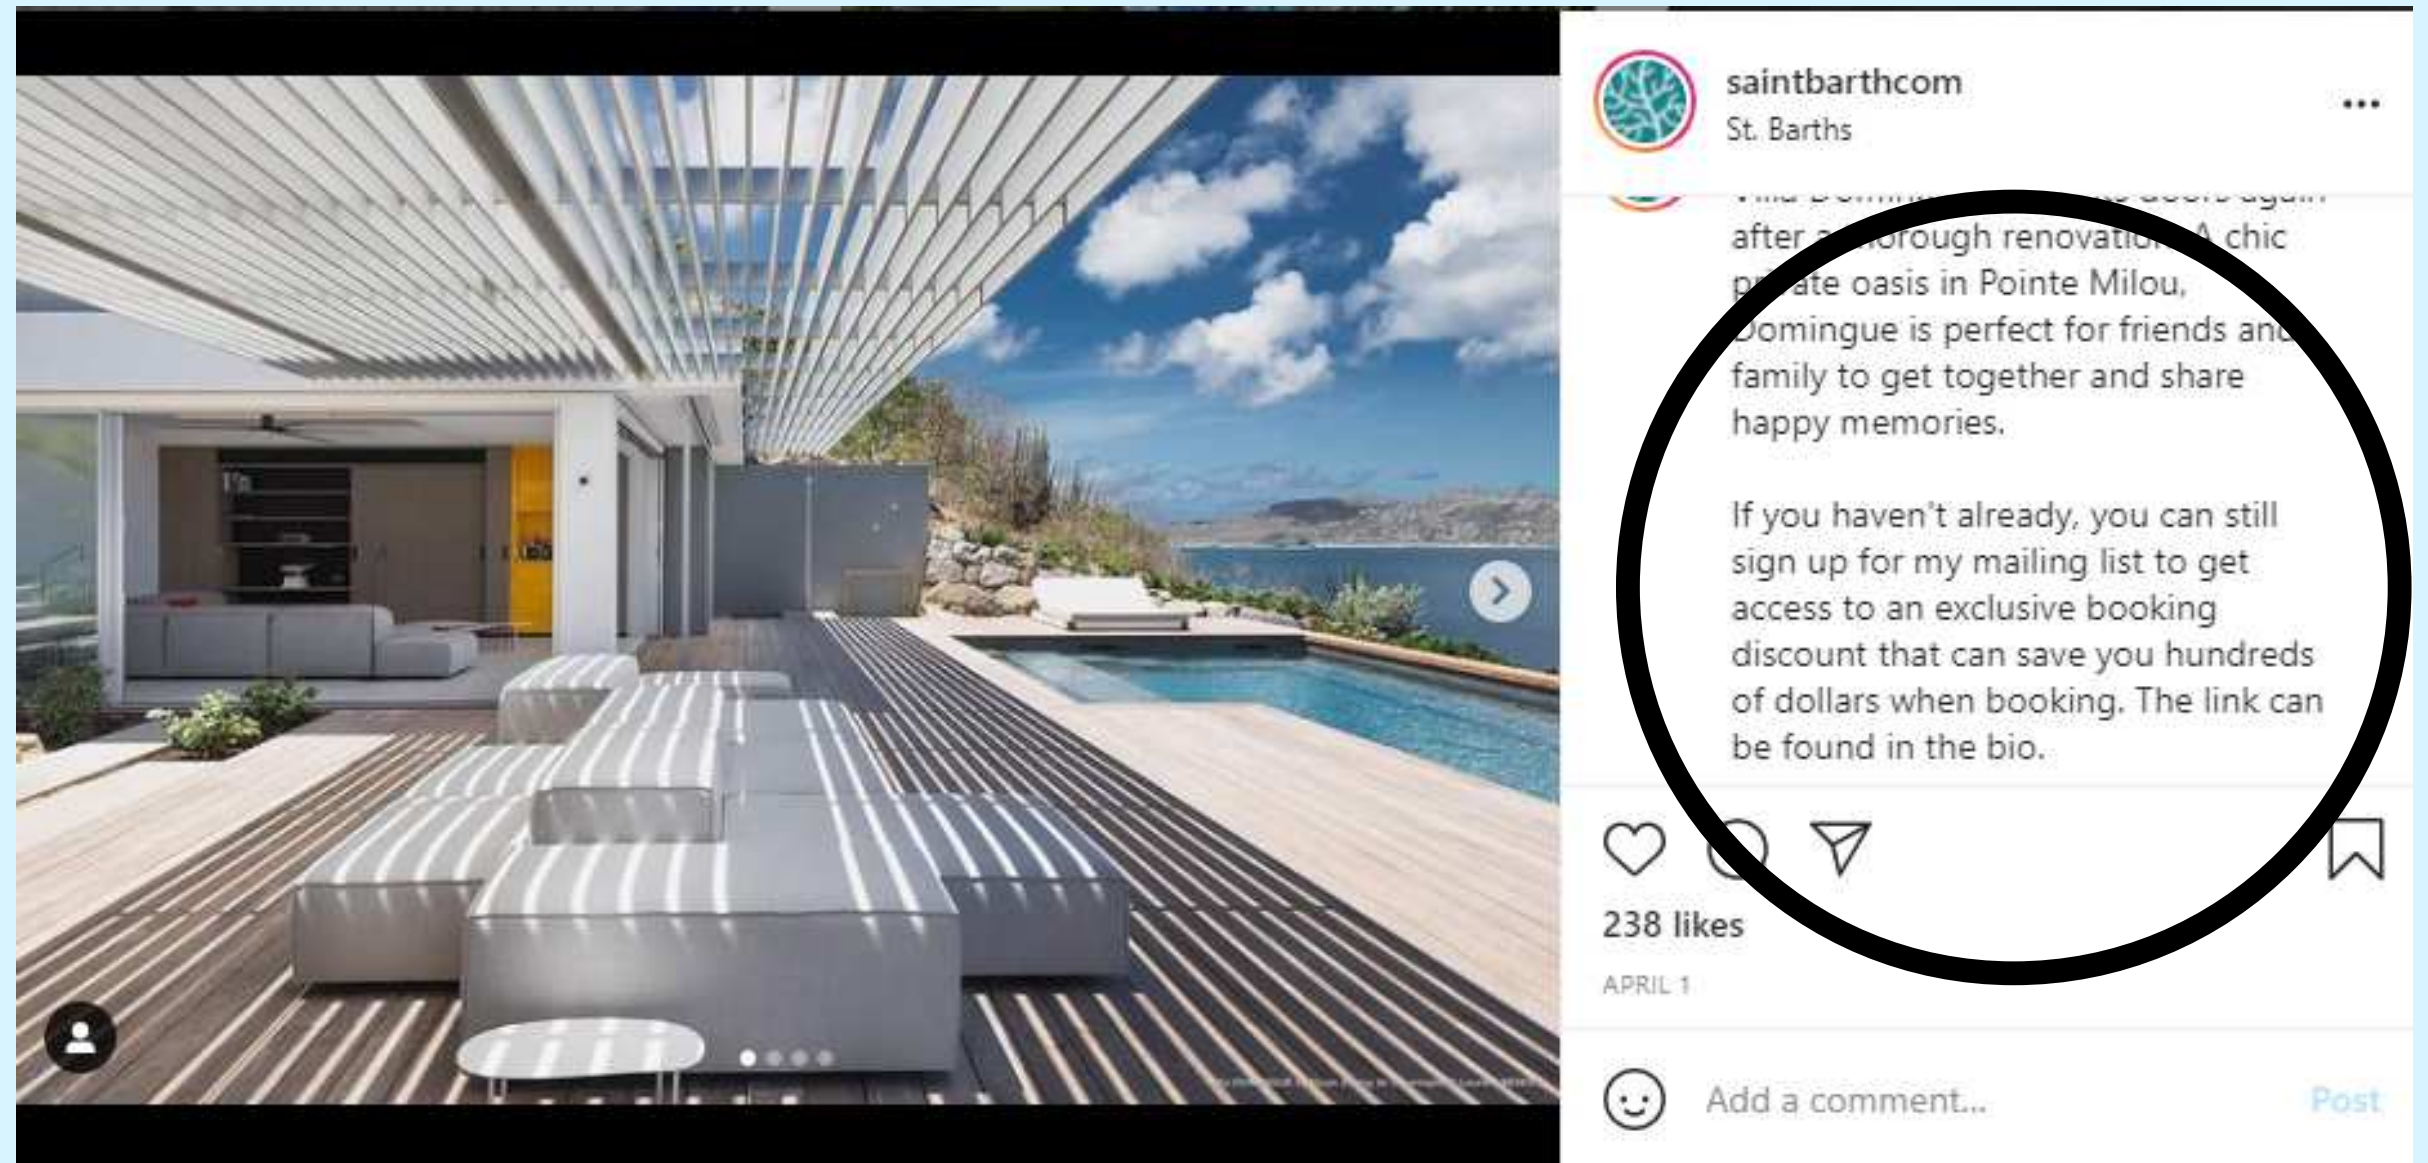 saintbarthcom
St. Barths
after a thorough renovation. A chic
private oasis in Pointe Milou,
Domingue is perfect for friends and
family to get together and share
happy memories.
If you haven't already, you can still
sign up for my mailing list to get
access to an exclusive booking
discount that can save you hundreds
of dollars when booking. The link can
be found in the bio.
238 likes
APRIL 1
Add a comment...
Post